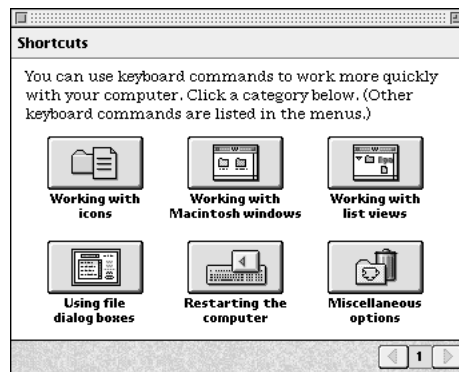 Shortcuts
You can use keyboard commands to work more quickly
with your computer. Click a category below. (Other
keyboard commands are listed in the menus.)
Working with
icons
Working with
Macintosh windows
Working with
list views
Using file
dialog boxes
Restarting the
computer
Miscellaneous
options
1